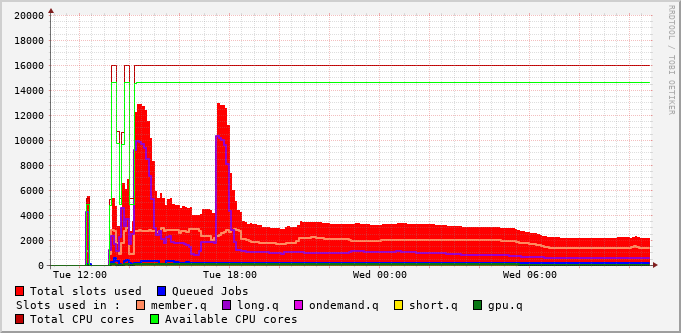 20000
18000
16000
14000
12000
10000
8000
6000
4000
2000
0
Tue 12:00 Tue 18:00 Wed 00:00 Wed 06:00
Total slots used Queued Jobs
Slots used in : member.q long.q ondemand.q short.q gpu.q
Total CPU cores Available CPU cores
RRDTOOL / TOBI OETIKER